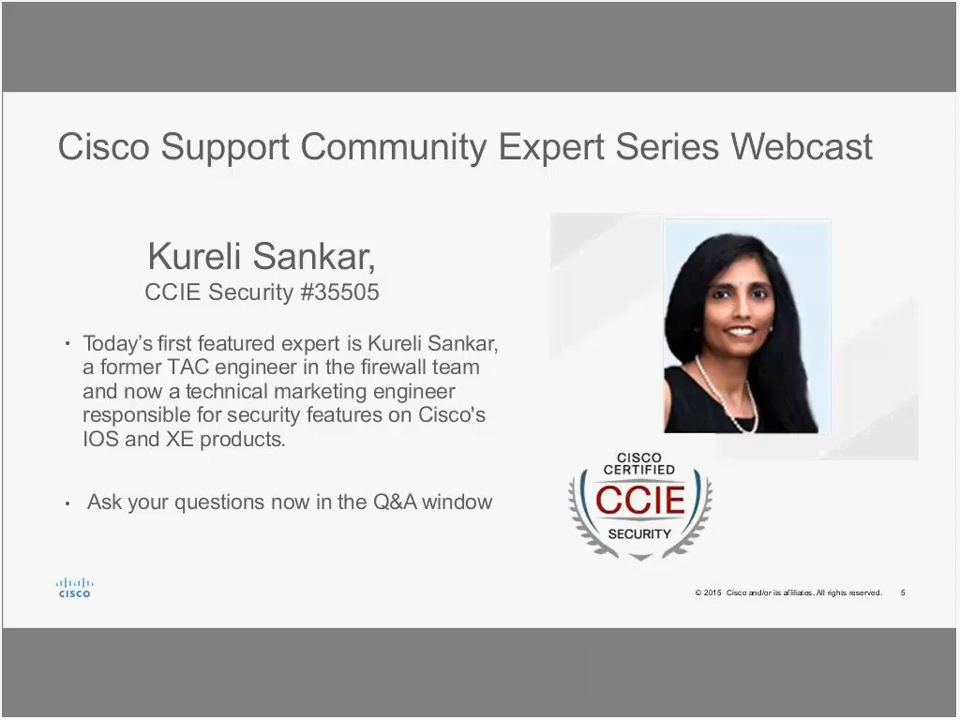 Cisco Support Community Expert Series Webcast
Kureli Sankar,
CCIE Security #35505
· Today’s first featured expert is Kureli Sankar,
a former TAC engineer in the firewall team
and now a technical marketing engineer
responsible for security features on Cisco's
IOS and XE products.
· Ask your questions now in the Q&A window
CISCO
CERTIFIED
CCIE
SECURITY
CISCO
© 2015 Cisco and/or its affiliates. All rights reserved. 5